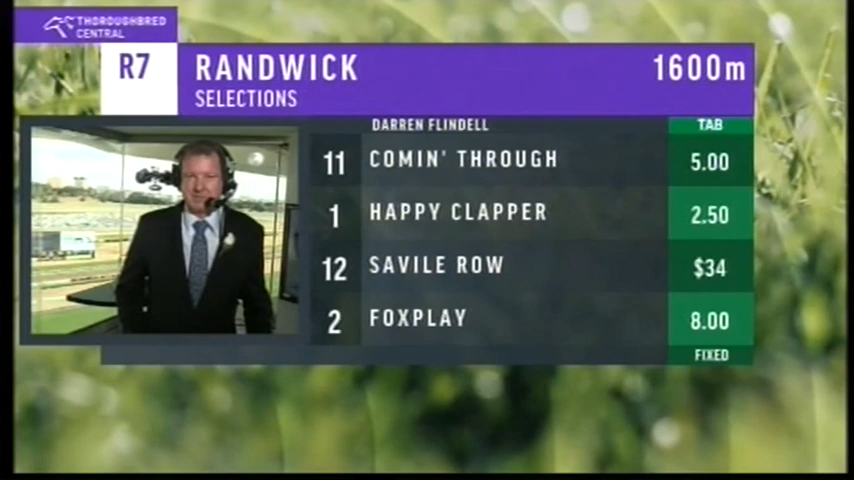 THOROUGHBRED
CENTRAL
R7 RANDWICK 1600m
SELECTIONS
DARREN FLINDELL TAB
11 COMIN' THROUGH 5.00
1 HAPPY CLAPPER 2.50
12 SAVILE ROW $34
2 FOXPLAY 8.00
FIXED